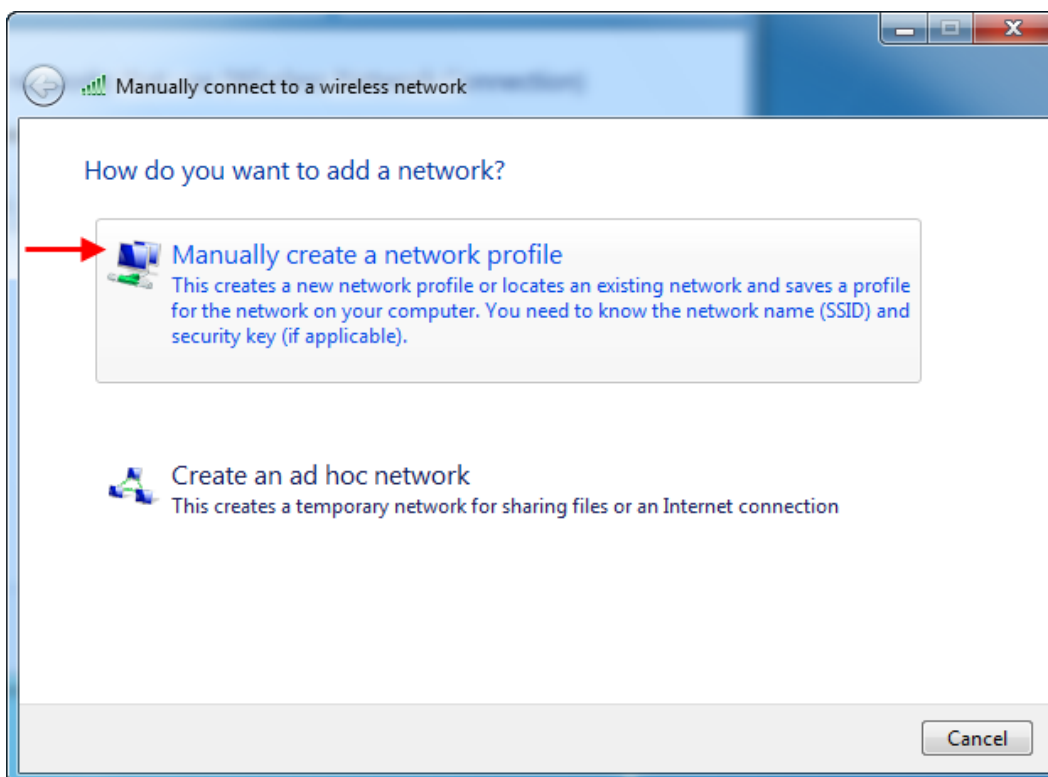 Manually connect to a wireless network
How do you want to add a network?
Manually create a network profile
This creates a new network profile or locates an existing network and saves a profile
for the network on your computer. You need to know the network name (SSID) and
security key (if applicable).
Create an ad hoc network
This creates a temporary network for sharing files or an Internet connection
Cancel